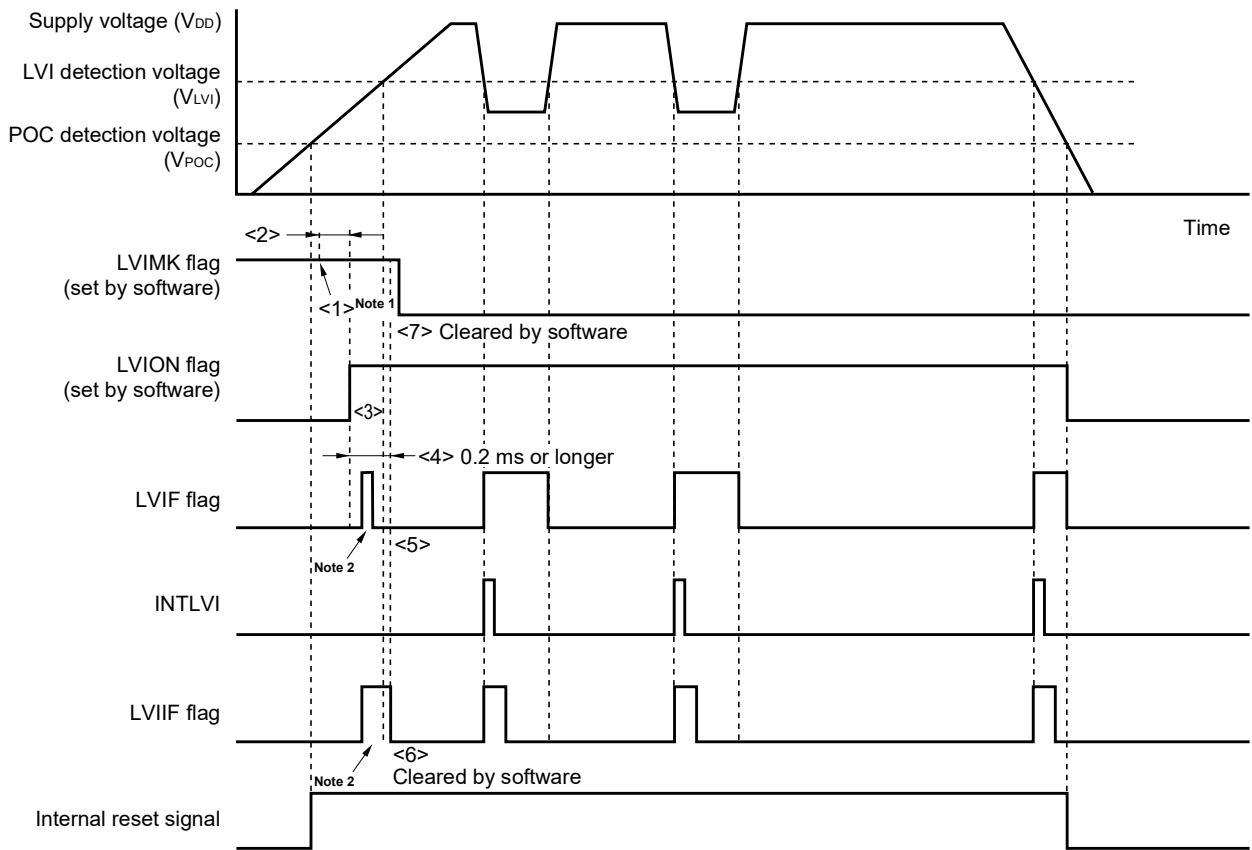 Supply voltage (VDD)
LVI detection voltage
(VLVI)
POC detection voltage
(VPOC)
Time
<2>
LVIMK flag
(set by software)
<1> Note 1
<7> Cleared by software
LVION flag
(set by software)
<3>
<4> 0.2 ms or longer
LVIF flag
Note 2
<5>
INTLVI
LVIIF flag
Note 2
<6>
Cleared by software
Internal reset signal